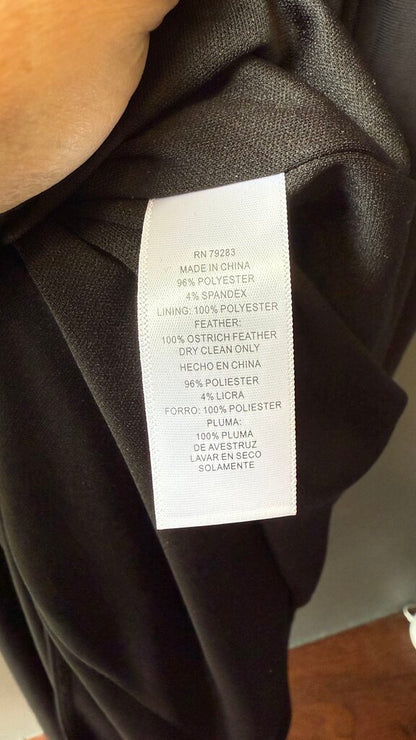 RN 79283
MADE IN CHINA
96% POLYESTER
4% SPANDEX
LINING: 100% POLYESTER
FEATHER:
100% OSTRICH FEATHER
DRY CLEAN ONLY
HECHO EN CHINA
96% POLIESTER
4% LICRA
FORRO: 100% POLIESTER
PLUMA:
100% PLUMA
DE AVESTRUZ
LAVAR EN SECO
SOLAMENTE